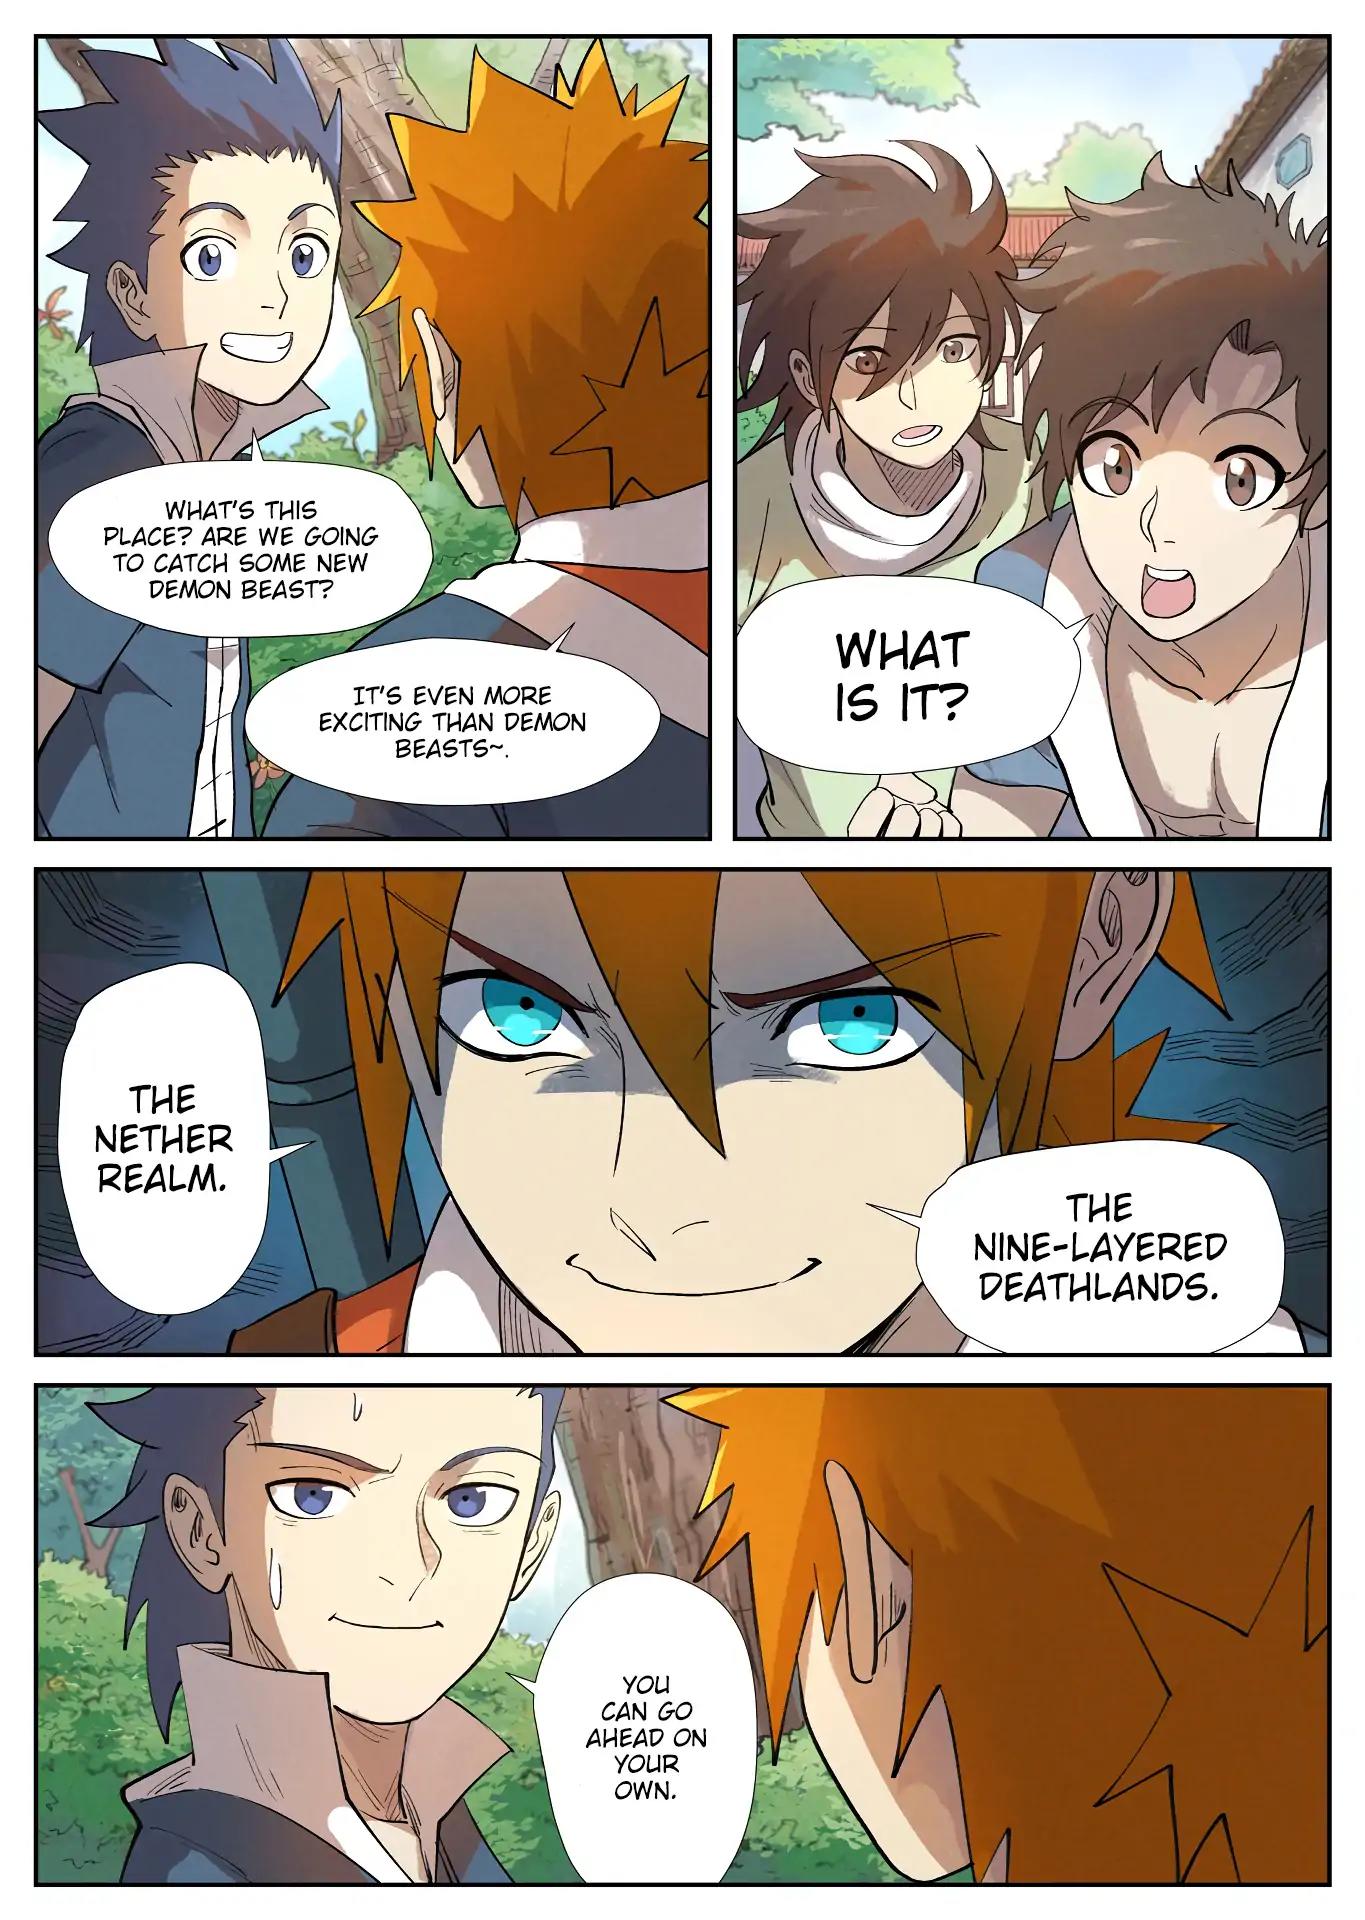 WHAT'S THIS
PLACE? ARE WE GOING
TO CATCH SOME NEW
DEMON BEAST?
IT'S EVEN MORE
EXCITING THAN DEMON
BEASTS~.
WHAT
IS IT?
THE
NETHER
REALM.
THE
NINE-LAYERED
DEATHLANDS.
YOU
CAN GO
AHEAD ON
YOUR
OWN.